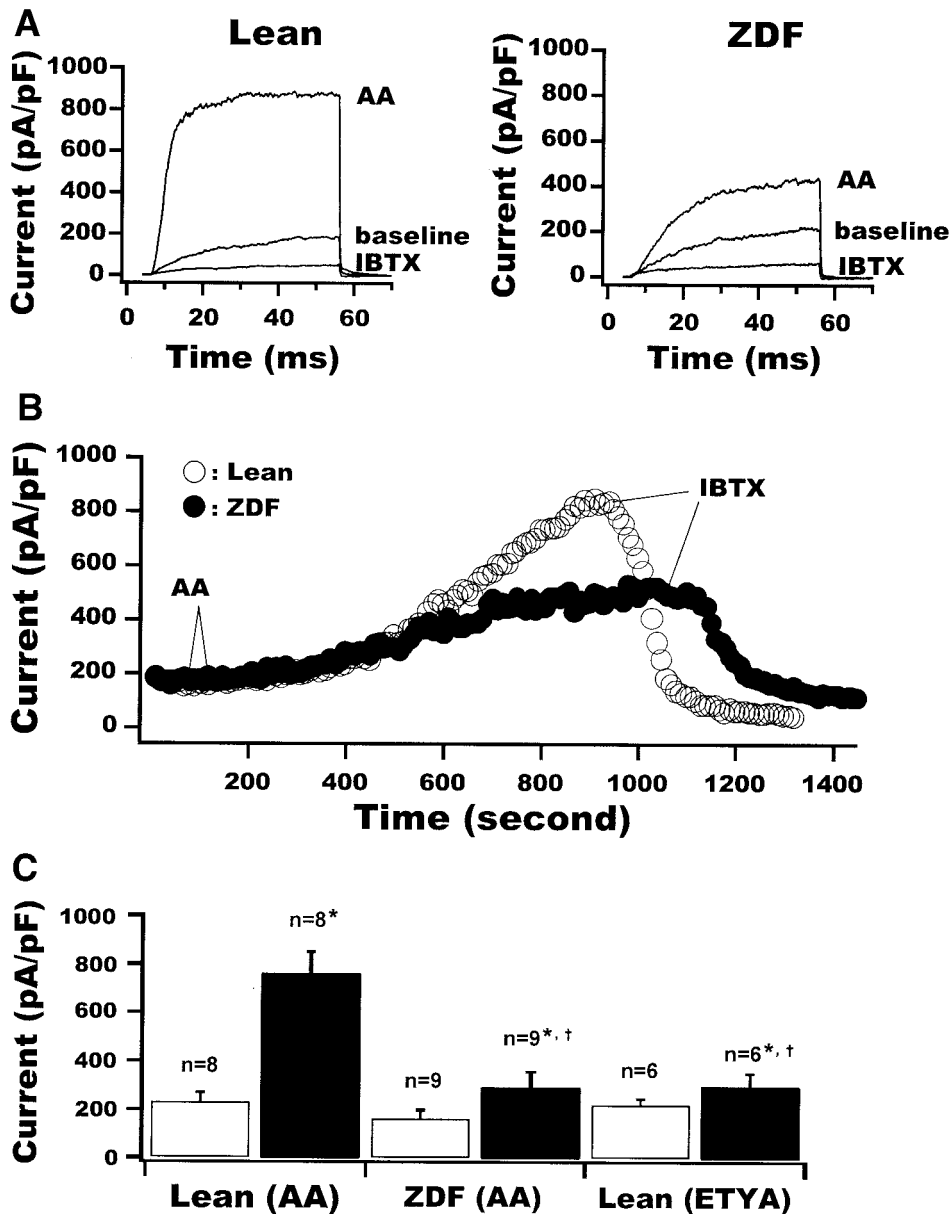 A
Lean
ZDF
Current (pA/pF)
1000
800
600
400
200
0
AA
baseline
IBTX
0 20 40 60
Time (ms)
Current (pA/pF)
1000
800
600
400
200
0
AA
baseline
IBTX
0 20 40 60
Time (ms)
B
Current (pA/pF)
1000
800
600
400
200
0
: Lean
: ZDF
AA
IBTX
200 400 600 800 1000 1200 1400
Time (second)
C
Current (pA/pF)
1000
800
600
400
200
0
n=8
n=8*
n=9
n=9*, †
n=6
n=6*, †
Lean (AA)
ZDF (AA)
Lean (ETYA)